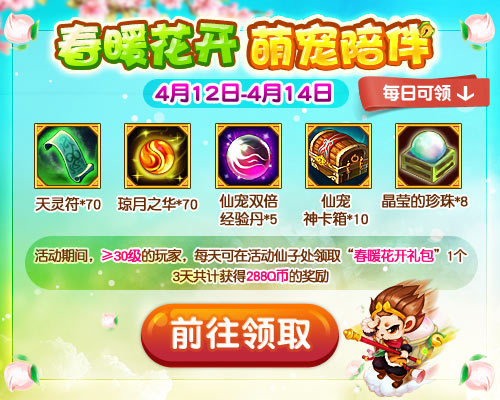 春暖花开 萌宠陪伴
4月12日-4月14日
每日可领
天灵符*70
琼月之华*70
仙宠双倍
经验丹*5
仙宠
神卡箱*10
晶莹的珍珠*8
活动期间，≥30级的玩家，每天可在活动仙子处领取“春暖花开礼包”1个
3天共计获得288Q币的奖励
前往领取